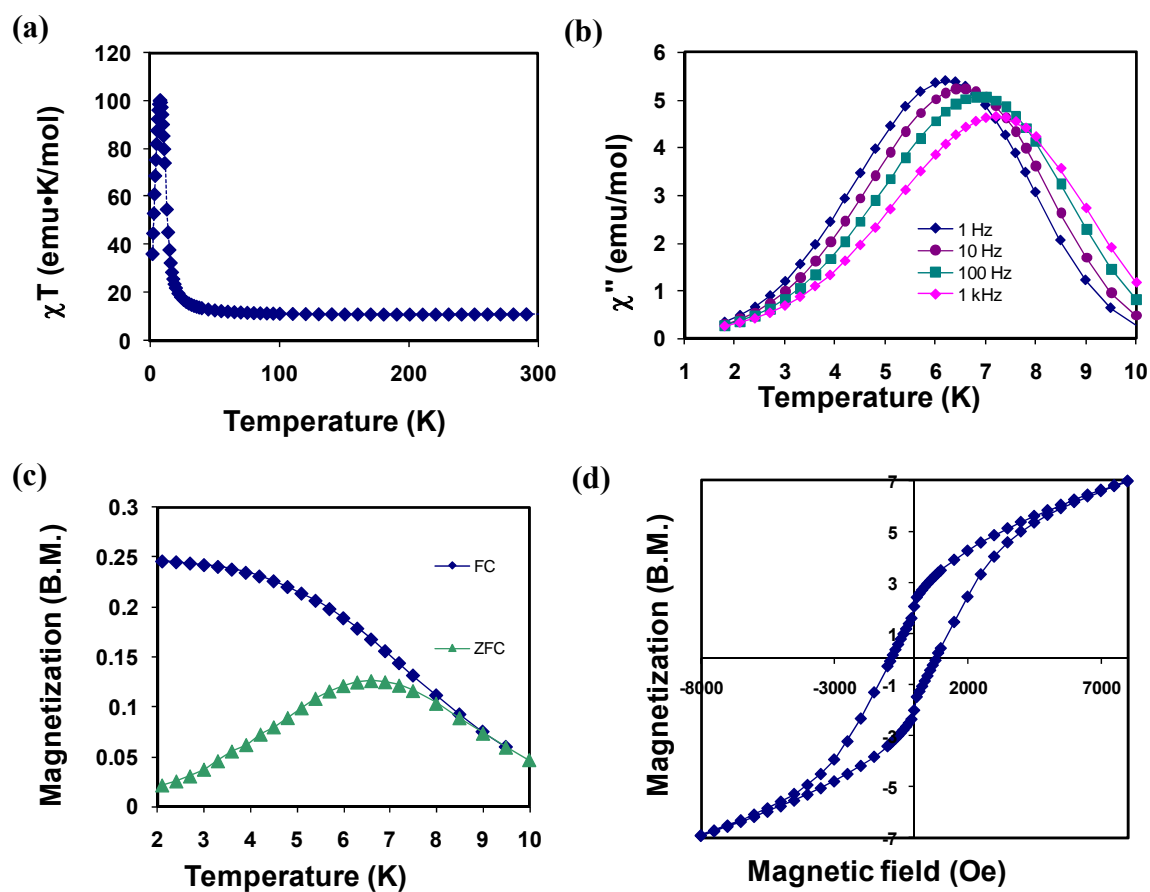 (a)
120
100
80
60
40
20
0
χT (emu•K/mol)
0 100 200 300
Temperature (K)
(b)
6
5
4
3
2
1
0
χ" (emu/mol)
1 Hz
10 Hz
100 Hz
1 kHz
1 2 3 4 5 6 7 8 9 10
Temperature (K)
(c)
0.3
0.25
0.2
0.15
0.1
0.05
0
Magnetization (B.M.)
FC
ZFC
2 3 4 5 6 7 8 9 10
Temperature (K)
(d)
7
5
3
1
-1
-3
-5
-7
Magnetization (B.M.)
-8000 -3000 2000 7000
Magnetic field (Oe)